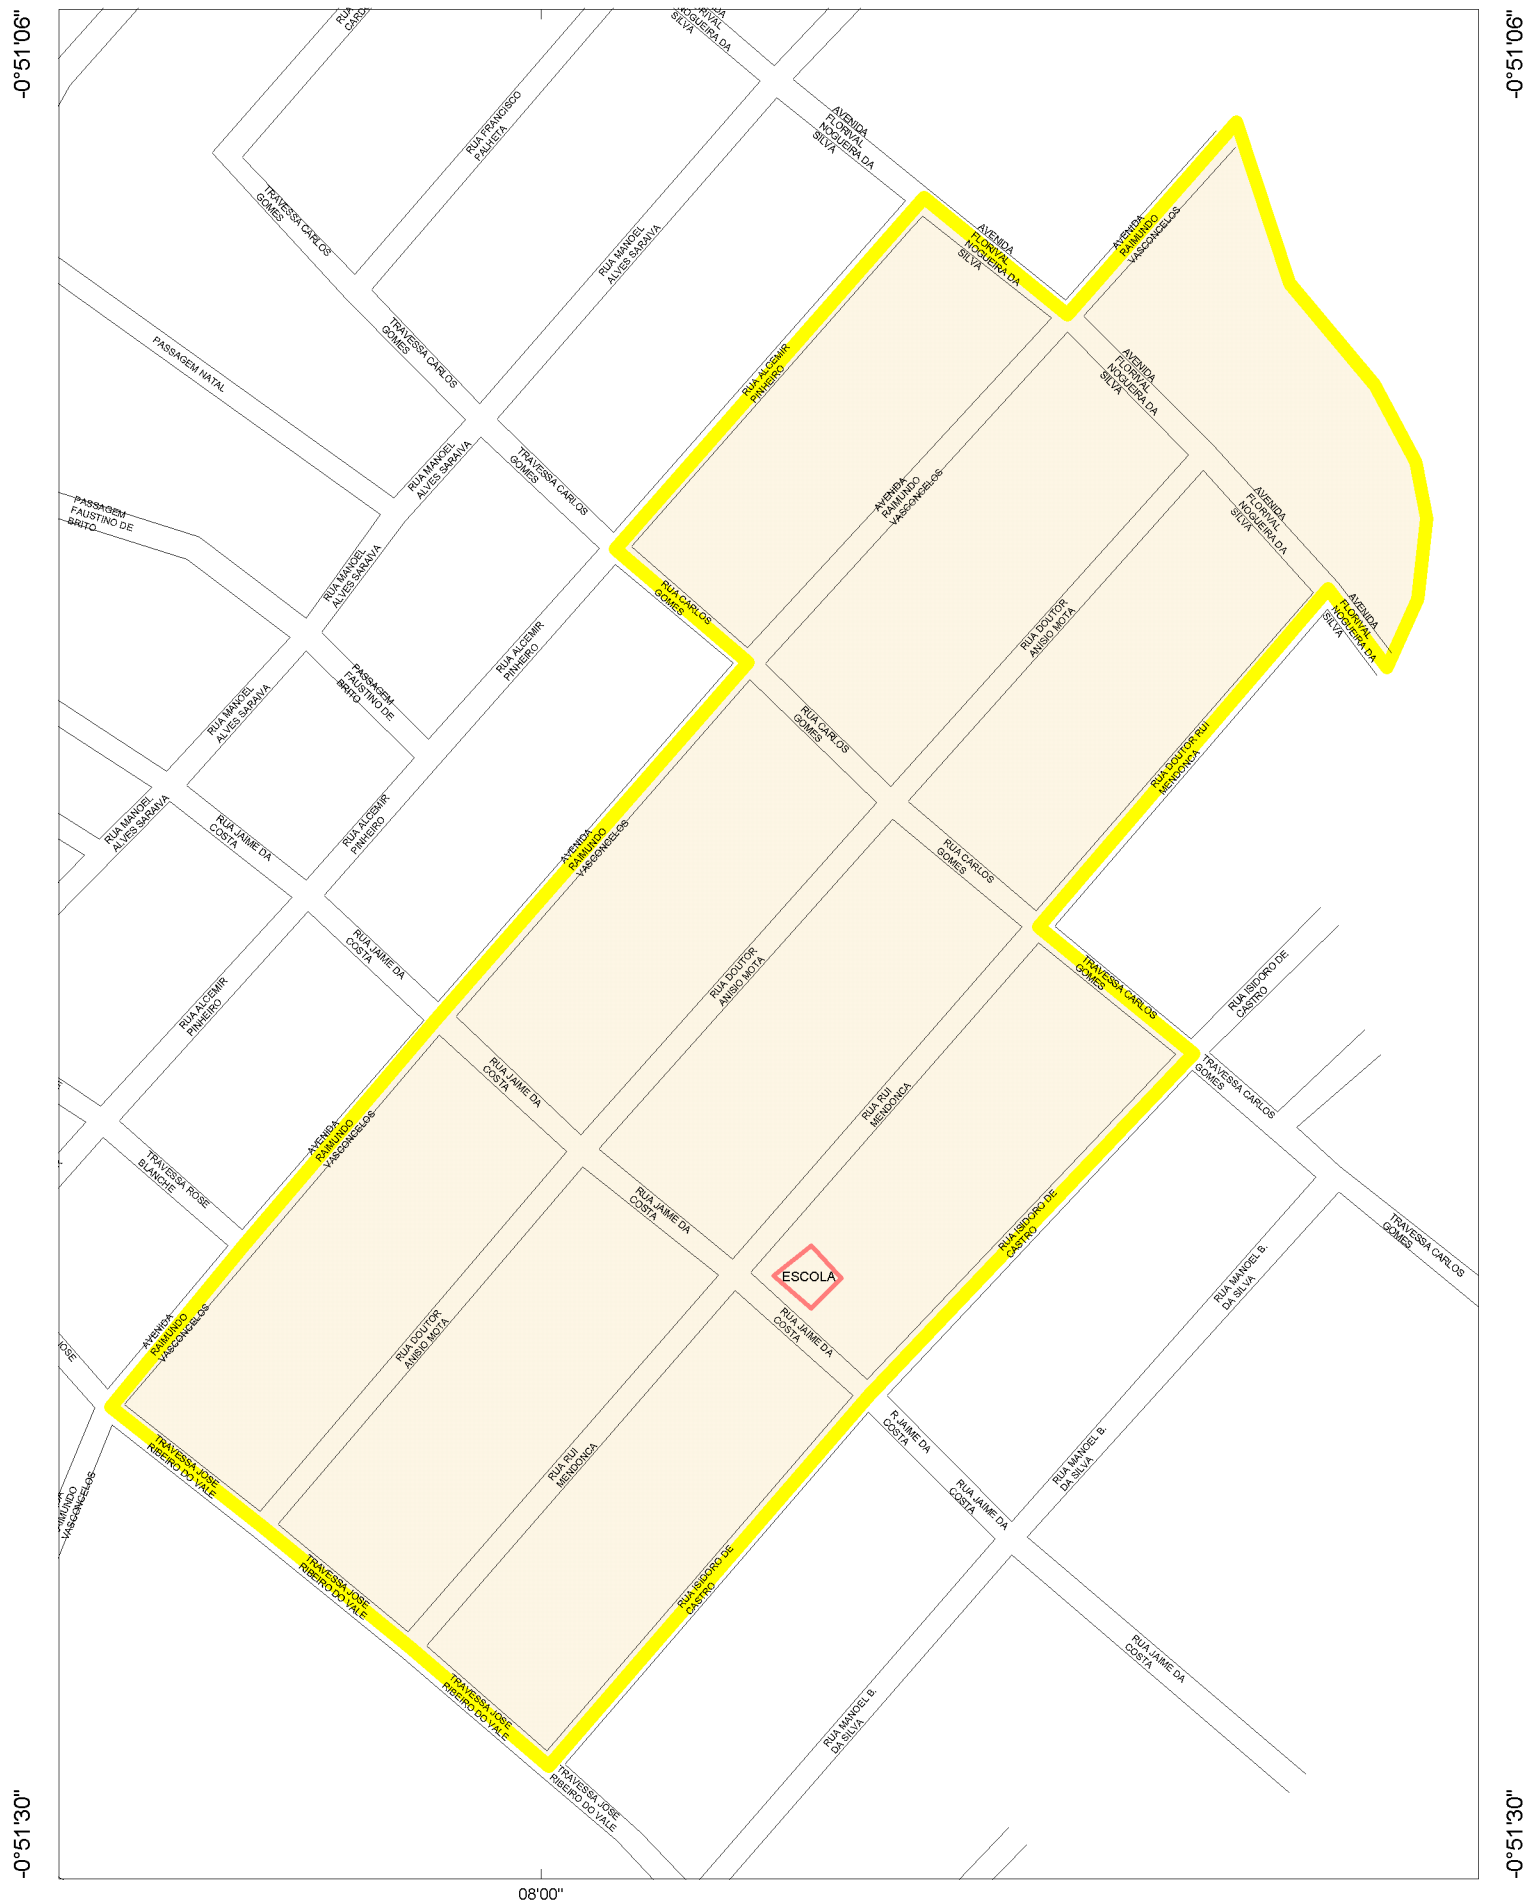 -0°51'06"
-0°51'06"
RUA
NOGUEIRA DA
SILVA
RUA FRANCISCO
PALHETA
AVENIDA
FLORIVAL
NOGUEIRA DA
SILVA
TRAVESSA CARLOS
GOMES
RUA MANOEL
ALVES SARAIVA
AVENIDA
FLORIVAL
NOGUEIRA DA
SILVA
AVENIDA
RAIMUNDO
VASCONCELOS
PASSAGEM NATAL
TRAVESSA CARLOS
GOMES
RUA ALCEMIR
PINHEIRO
AVENIDA
FLORIVAL
NOGUEIRA DA
SILVA
RUA MANOEL
ALVES SARAIVA
TRAVESSA CARLOS
GOMES
AVENIDA
RAIMUNDO
VASCONCELOS
AVENIDA
FLORIVAL
NOGUEIRA DA
SILVA
PASSAGEM
FAUSTINO DE
BRITO
RUA MANOEL
ALVES SARAIVA
RUA CARLOS
GOMES
RUA DOUTOR
ANISIO MOTA
AVENIDA
FLORIVAL
NOGUEIRA DA
SILVA
RUA ALCEMIR
PINHEIRO
PASSAGEM
FAUSTINO DE
BRITO
RUA MANOEL
ALVES SARAIVA
RUA CARLOS
GOMES
RUA DOUTOR RUI
MENDONCA
RUA MANOEL
ALVES SARAIVA
RUA JAIME DA
COSTA
RUA ALCEMIR
PINHEIRO
AVENIDA
RAIMUNDO
VASCONCELOS
RUA CARLOS
GOMES
RUA JAIME DA
COSTA
RUA DOUTOR
ANISIO MOTA
TRAVESSA CARLOS
GOMES
RUA ISIDORO DE
CASTRO
RUA ALCEMIR
PINHEIRO
RUA JAIME DA
COSTA
RUA RUI
MENDONCA
TRAVESSA CARLOS
GOMES
AVENIDA
RAIMUNDO
VASCONCELOS
TRAVESSA ROSE
BLANCHE
RUA JAIME DA
COSTA
RUA ISIDORO DE
CASTRO
TRAVESSA CARLOS
GOMES
RUA MANOEL B.
DA SILVA
ESCOLA
AVENIDA
RAIMUNDO
VASCONCELOS
RUA DOUTOR
ANISIO MOTA
RUA JAIME DA
COSTA
JOSE
R JAIME DA
COSTA
RUA MANOEL B.
DA SILVA
TRAVESSA JOSE
RIBEIRO DO VALE
RUA RUI
MENDONCA
VASCONCELOS
RUA JAIME DA
COSTA
TRAVESSA JOSE
RIBEIRO DO VALE
RUA ISIDORO DE
CASTRO
RUA JAIME DA
COSTA
TRAVESSA JOSE
RIBEIRO DO VALE
RUA MANOEL B.
DA SILVA
TRAVESSA JOSE
RIBEIRO DO VALE
-0°51'30"
-0°51'30"
08'00"